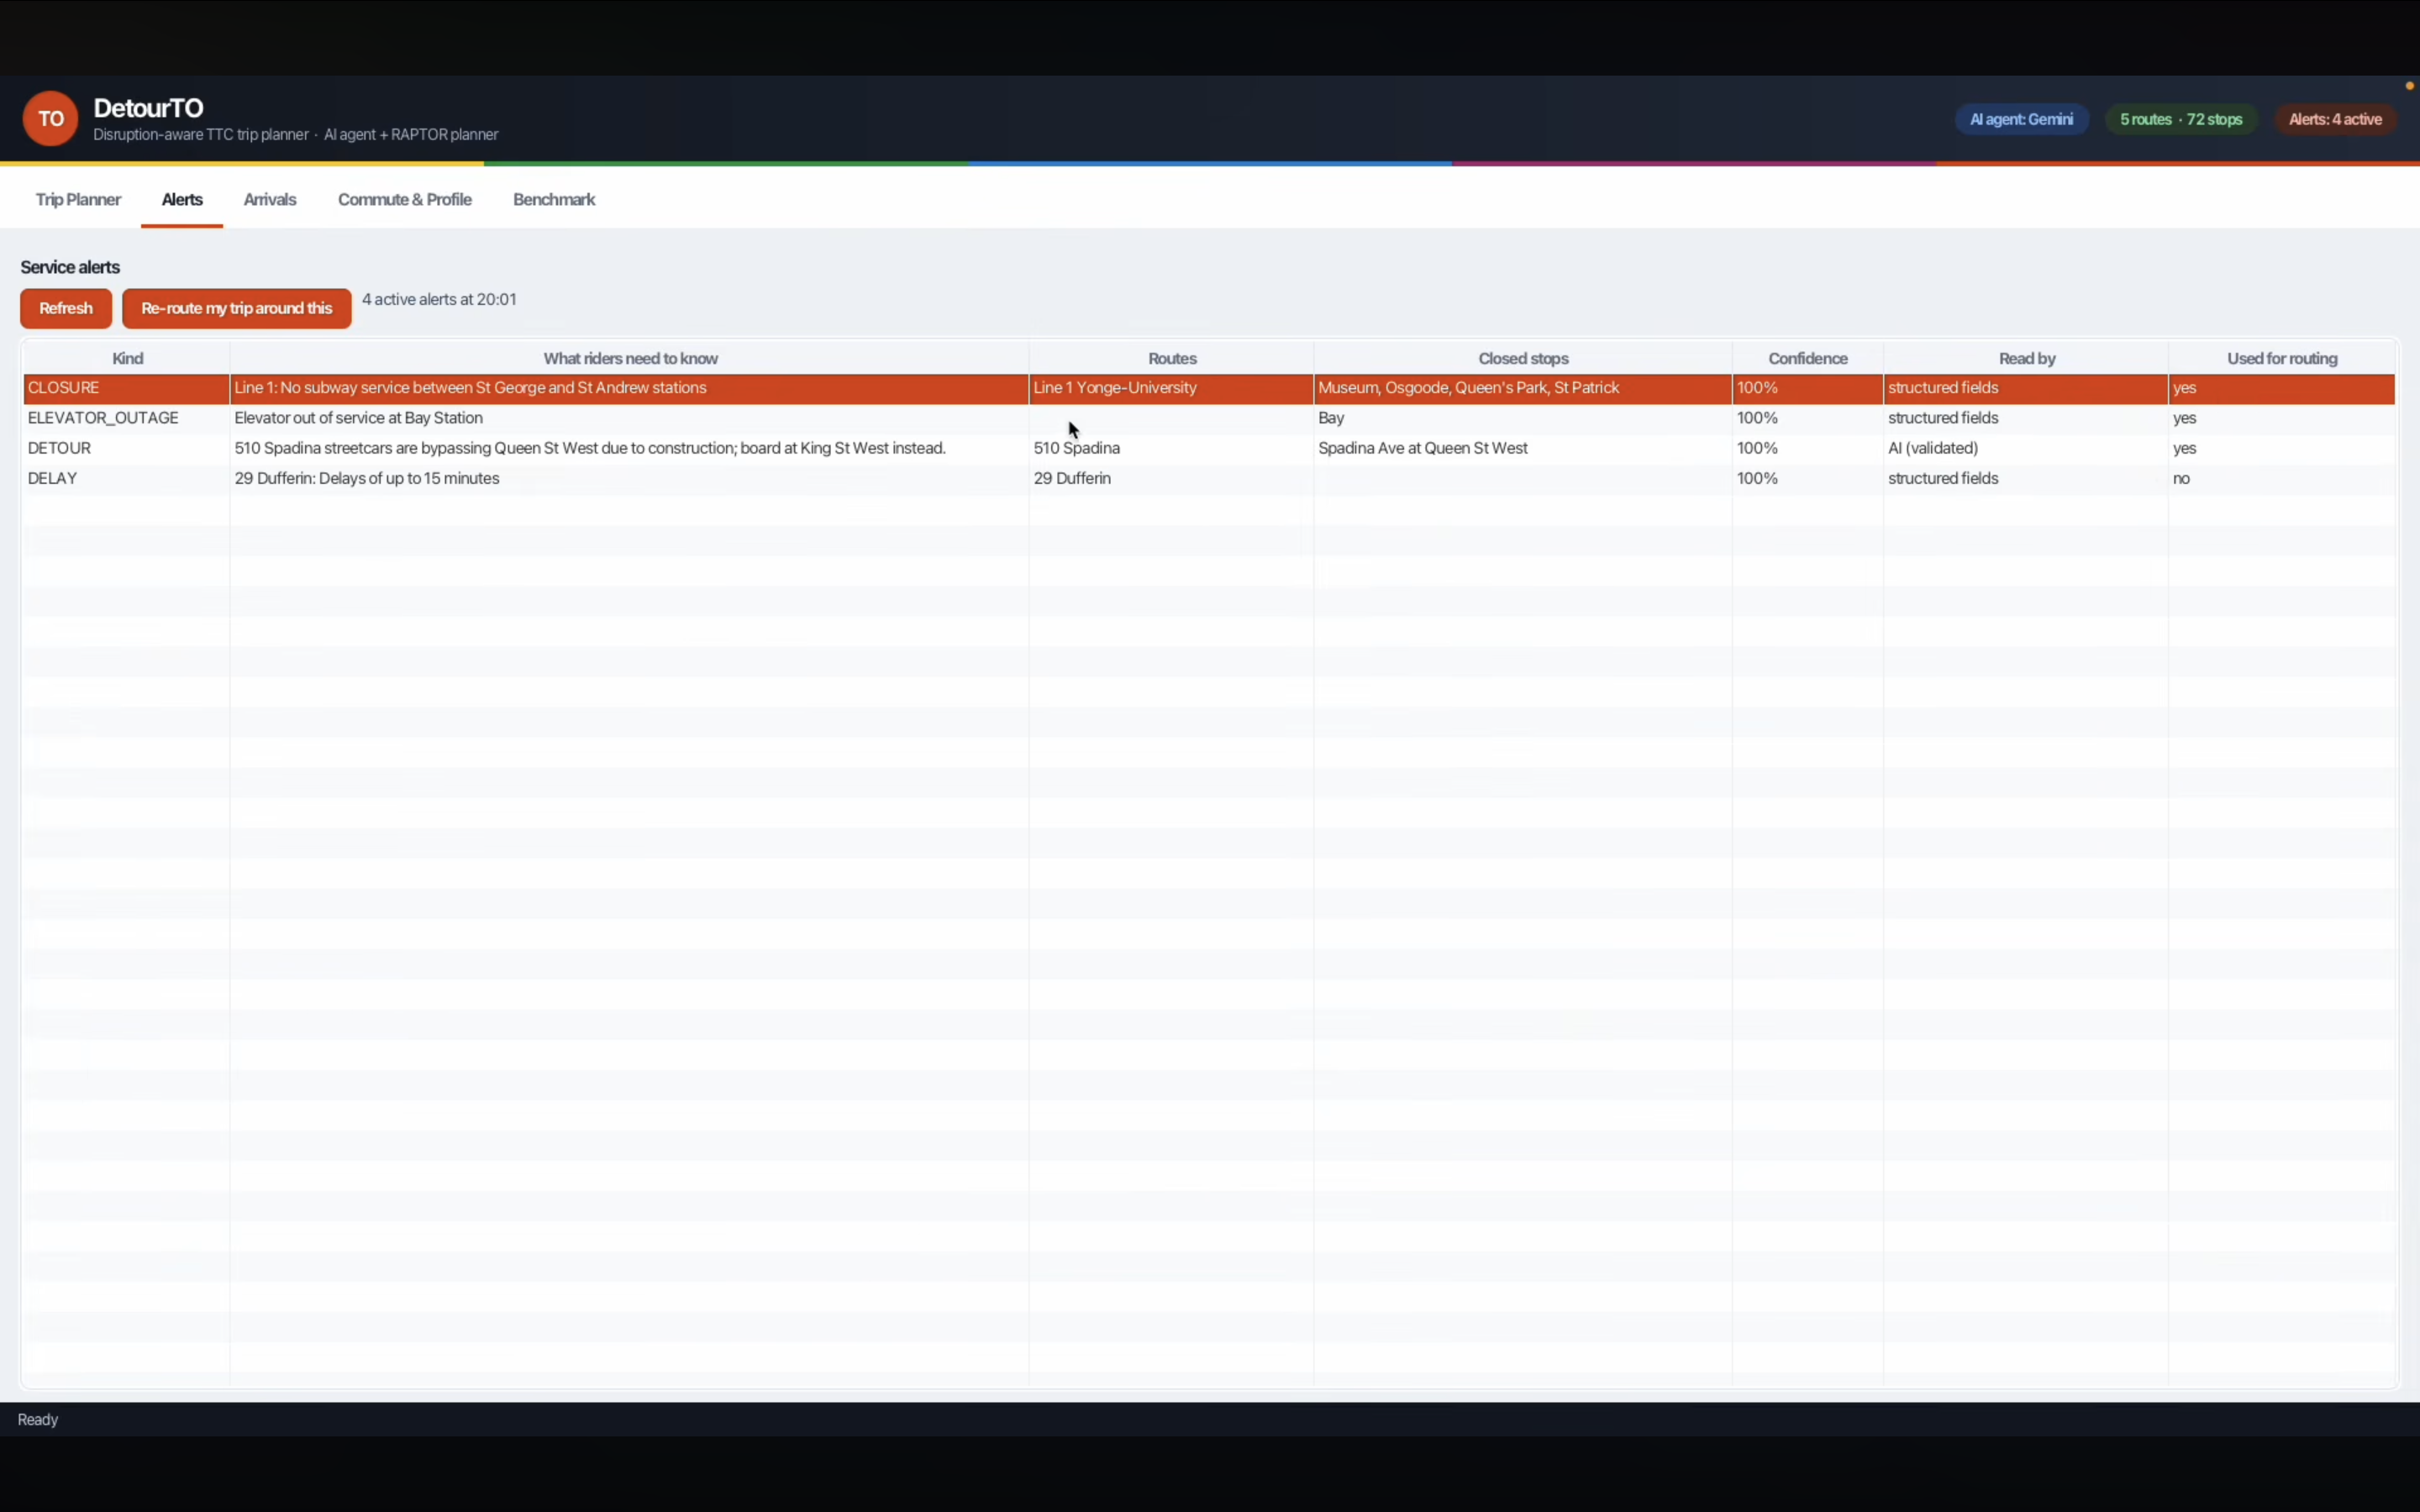 TO
DetourTO
Disruption-aware TTC trip planner · AI agent + RAPTOR planner
AI agent: Gemini
5 routes · 72 stops
Alerts: 4 active
Trip Planner Alerts Arrivals Commute & Profile Benchmark
Service alerts
Refresh Re-route my trip around this 4 active alerts at 20:01
Kind What riders need to know Routes Closed stops Confidence Read by Used for routing
CLOSURE Line 1: No subway service between St George and St Andrew stations Line 1 Yonge-University Museum, Osgoode, Queen's Park, St Patrick 100% structured fields yes
ELEVATOR_OUTAGE Elevator out of service at Bay Station Bay 100% structured fields yes
DETOUR 510 Spadina streetcars are bypassing Queen St West due to construction; board at King St West instead. 510 Spadina Spadina Ave at Queen St West 100% AI (validated) yes
DELAY 29 Dufferin: Delays of up to 15 minutes 29 Dufferin 100% structured fields no
Ready